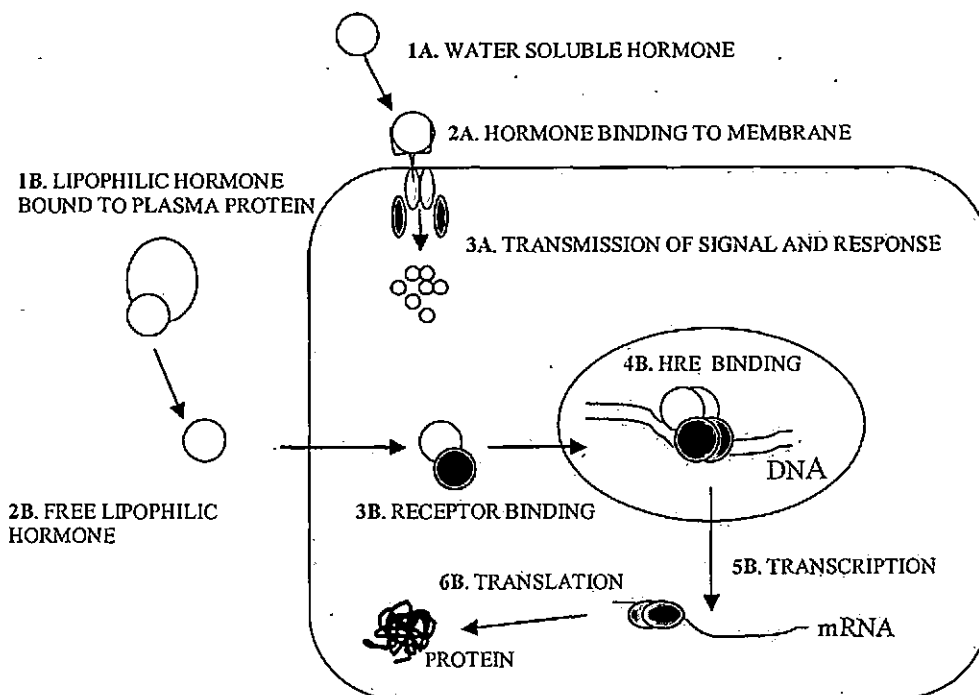 1A. WATER SOLUBLE HORMONE
2A. HORMONE BINDING TO MEMBRANE
1B. LIPOPHILIC HORMONE
BOUND TO PLASMA PROTEIN
3A. TRANSMISSION OF SIGNAL AND RESPONSE
4B. HRE BINDING
DNA
2B. FREE LIPOPHILIC
HORMONE
3B. RECEPTOR BINDING
5B. TRANSCRIPTION
6B. TRANSLATION
mRNA
PROTEIN